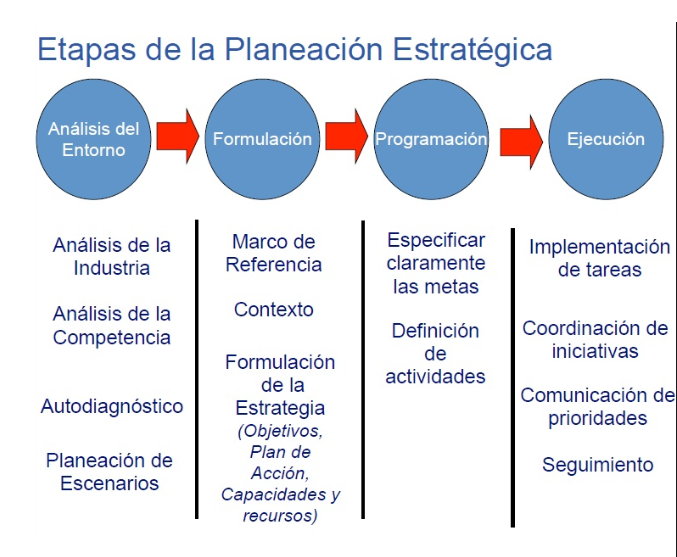 Etapas de la Planeación Estratégica
Análisis del
Entorno
Formulación
Programación
Ejecución
Análisis de la
Industria
Análisis de la
Competencia
Autodiagnóstico
Planeación de
Escenarios
Marco de
Referencia
Contexto
Formulación
de la
Estrategia
(Objetivos,
Plan de
Acción,
Capacidades y
recursos)
Especificar
claramente
las metas
Definición
de
actividades
Implementación
de tareas
Coordinación de
iniciativas
Comunicación de
prioridades
Seguimiento